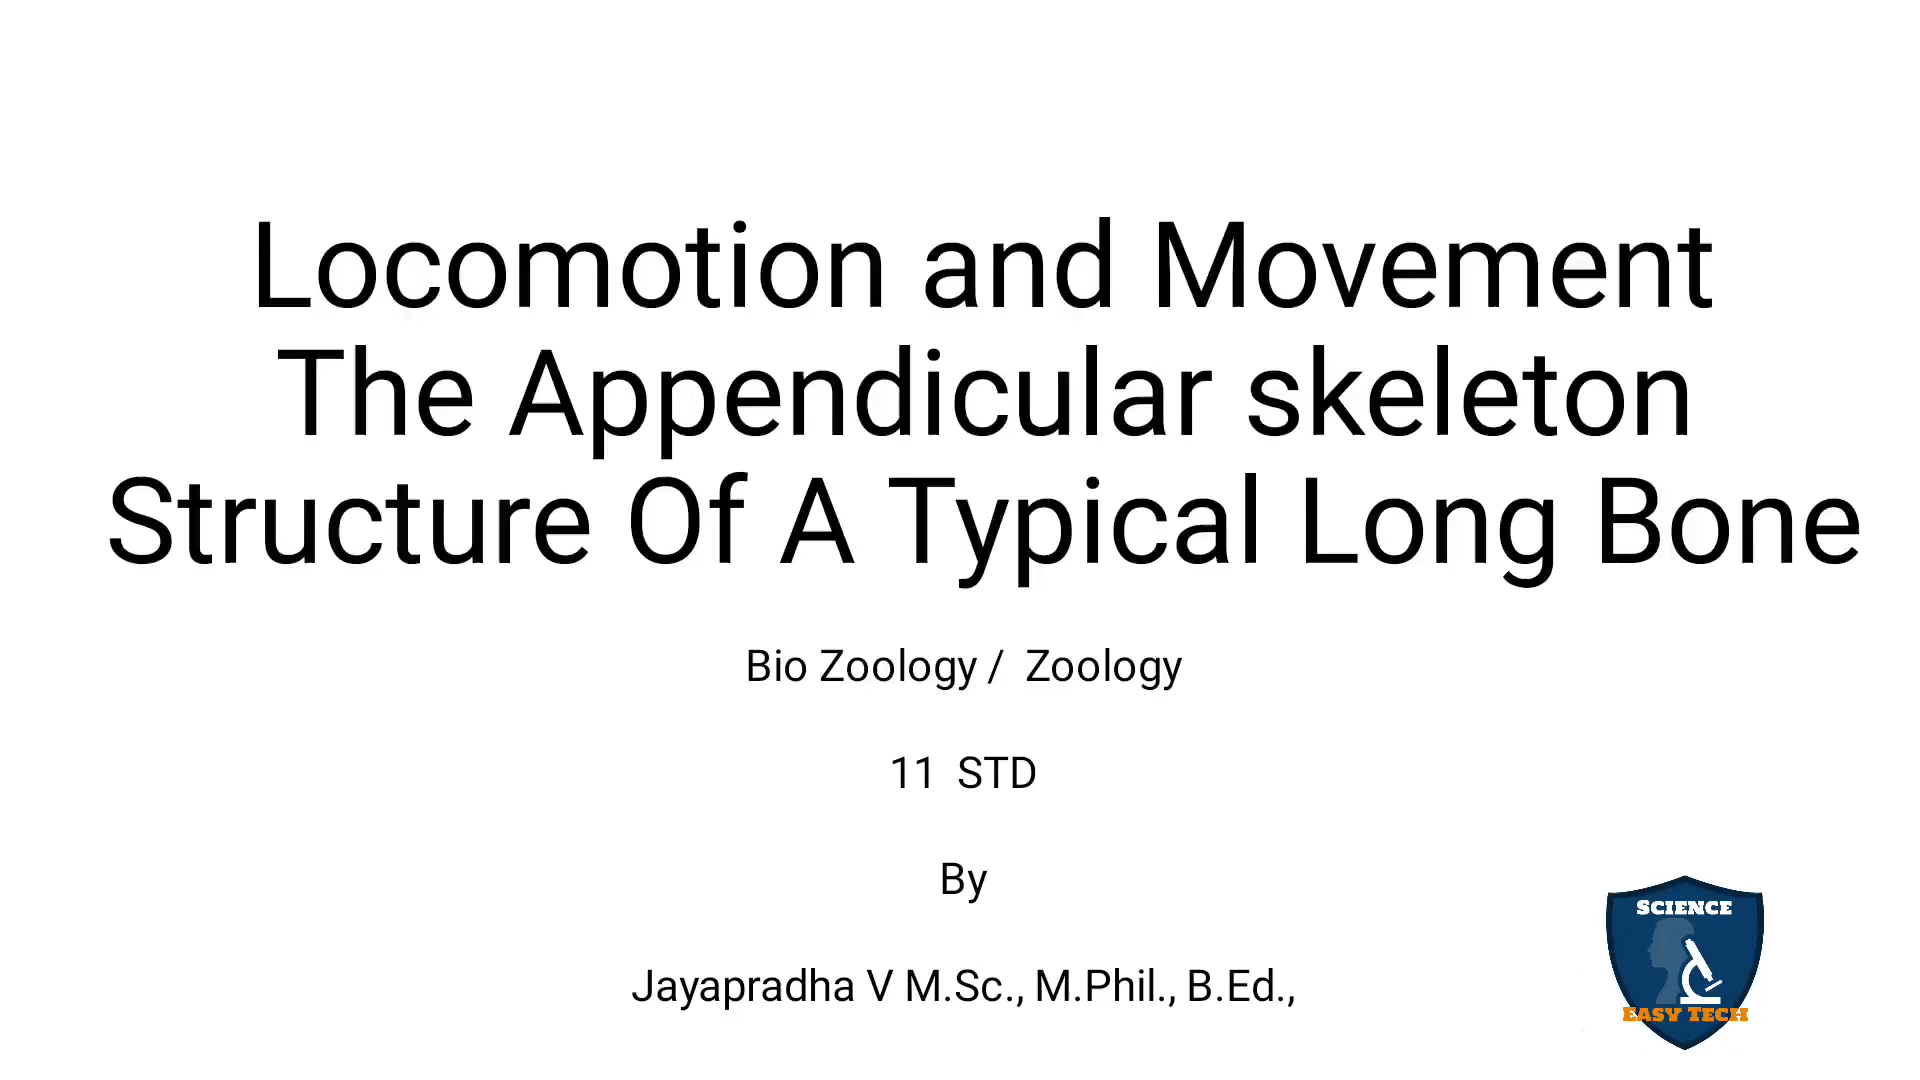 Locomotion and Movement
The Appendicular skeleton
Structure Of A Typical Long Bone
Bio Zoology / Zoology
11 STD
By
Jayapradha V M.Sc., M.Phil., B.Ed.,
SCIENCE
EASY TECH